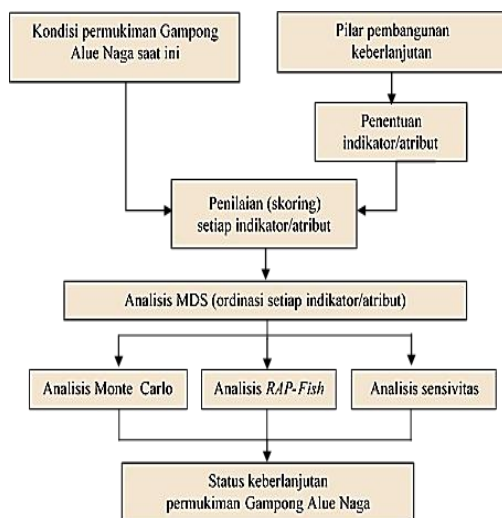 Kondisi permukiman Gampong
Alue Naga saat ini
Pilar pembangunan
keberlanjutan
Penentuan
indikator/atribut
Penilaian (skoring)
setiap indikator/atribut
Analisis MDS (ordinasi setiap indikator/atribut)
Analisis Monte Carlo
Analisis RAP-Fish
Analisis sensivitas
Status keberlanjutan
permukiman Gampong Alue Naga